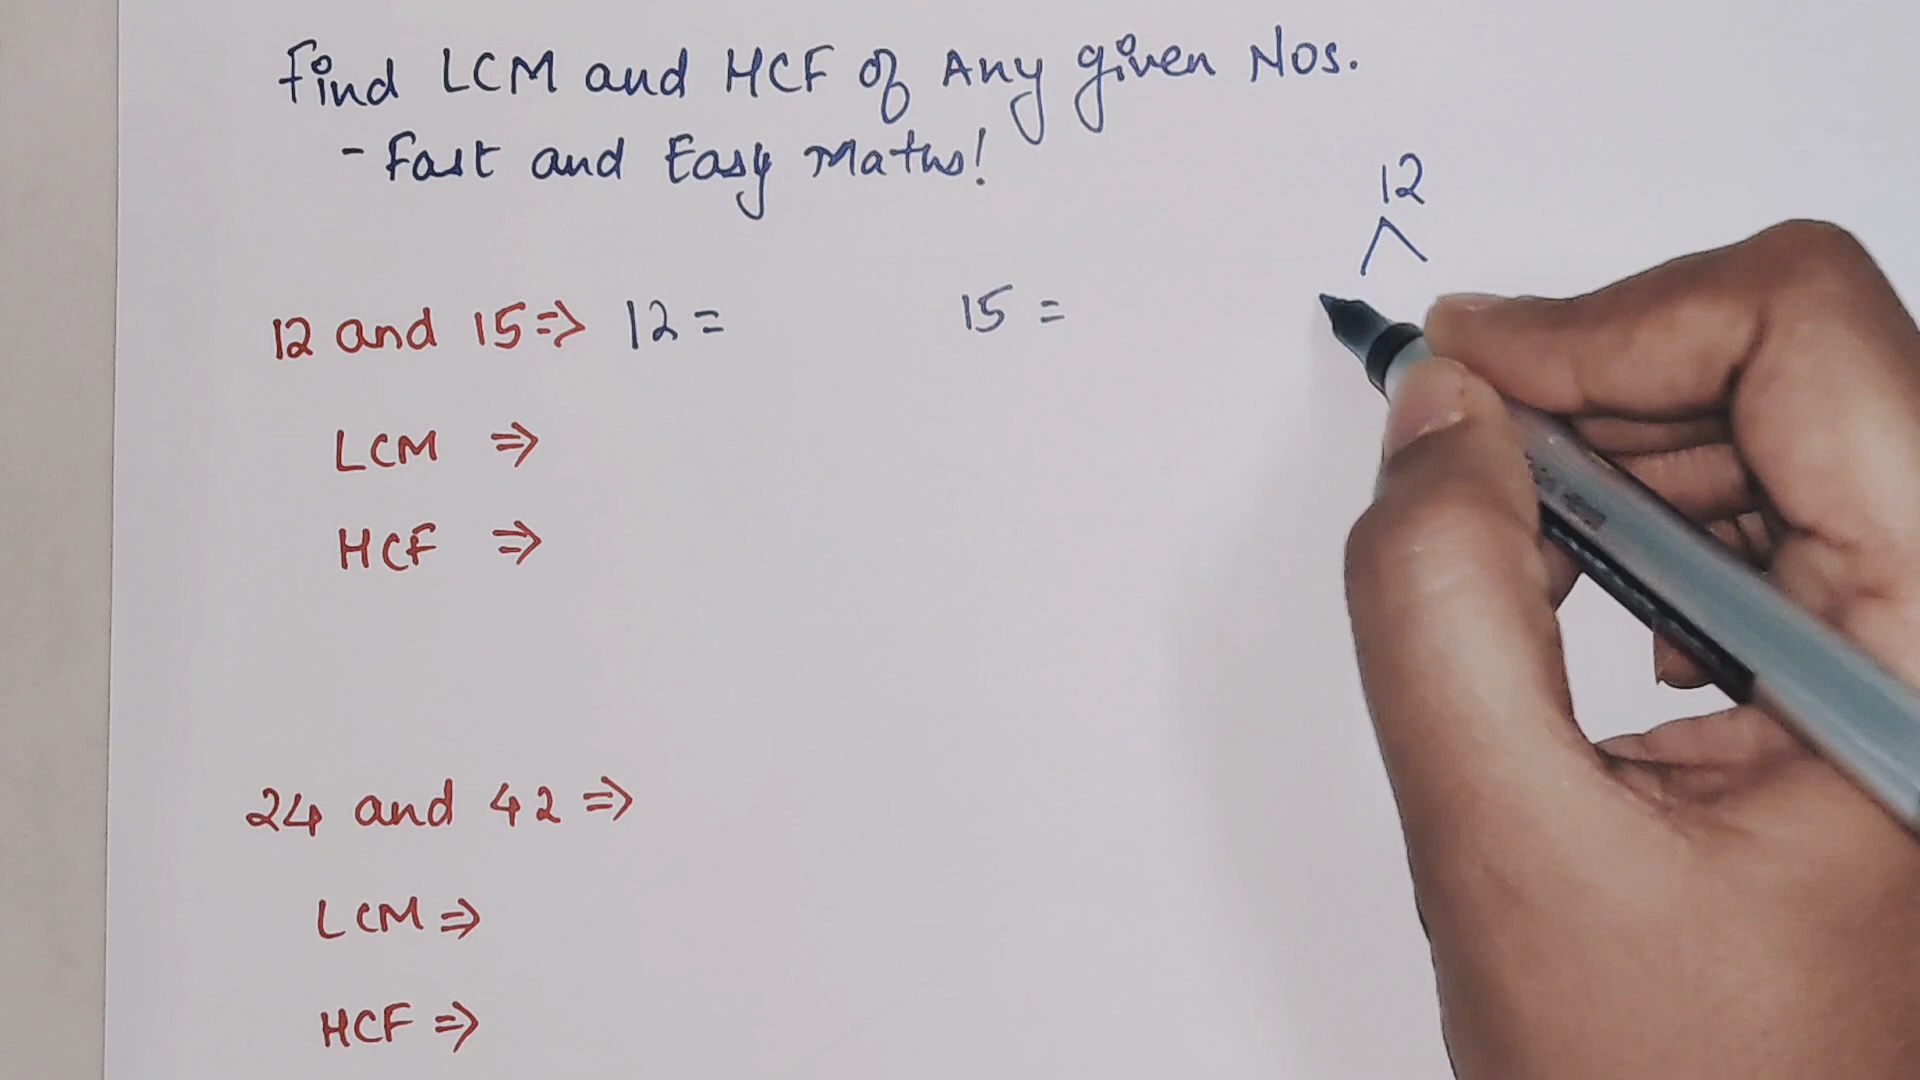 Find LCM and HCF of Any given Nos.
- Fast and Easy Maths!
12
12 and 15 => 12 = 15 =
LCM =>
HCF =>
24 and 42 =>
LCM =>
HCF =>